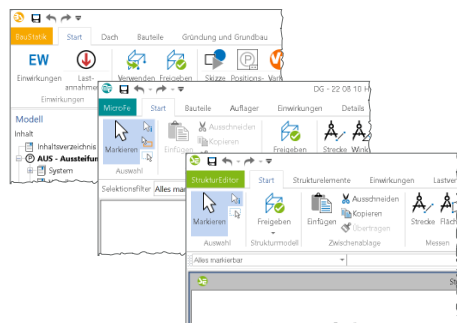 BauStatik Start Dach Bauteile Gründung und Grundbau
EW
Einwirkungen Last-
annahmen
Verwenden Freigeben Skizze Positions-
Einwirkungen
Modell
Inhalt
Inhaltsverzeichnis
AUS - Aussteifun
System
DG - 22 08 10 H
MicroFe Start Bauteile Auflager Einwirkungen Details
Markieren
Einfügen
Ausschneiden
Kopieren
Freigeben
Strecke Wink
Auswahl
Selektionsfilter Alles mar
StrukturEditor Start Strukturelemente Einwirkungen Lastver
Markieren
Freigeben
Einfügen
Ausschneiden
Kopieren
Übertragen
Strecke Fläch
Auswahl Strukturmodell Zwischenablage Messen
Alles markierbar